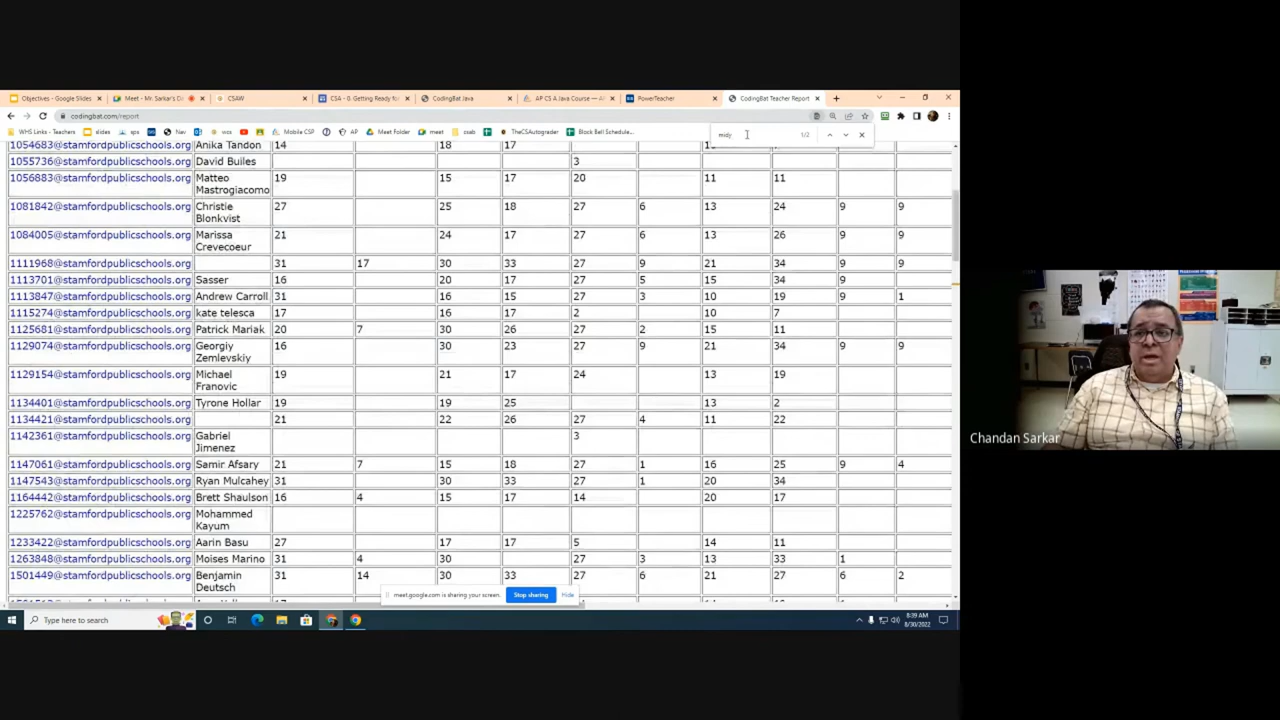 Objectives - Google Slides
Meet - Mr. Sarkar's D
CSAW
CSA - 0. Getting Ready for
CodingBat Java
AP CS A Java Course — A
PowerTeacher
CodingBat Teacher Report
codingbat.com/report
WHS Links - Teachers
slides
sps
Nav
wos
Mobile CSP
AP
Meet folder
meet
csab
TheCSAutograder
Block Bell Schedule...
midy 1/2
1054683@stamfordpublicschools.org Anika Tandon 14 18 17
1055736@stamfordpublicschools.org David Builes 3
1056883@stamfordpublicschools.org Matteo Mastrogiacomo 19 15 17 20 11 11
1081842@stamfordpublicschools.org Christie Blonkvist 27 25 18 27 6 13 24 9 9
1084005@stamfordpublicschools.org Marissa Crevecoeur 21 24 17 27 6 13 26 9 9
1111968@stamfordpublicschools.org 31 17 30 33 27 9 21 34 9 9
1113701@stamfordpublicschools.org Sasser 16 20 17 27 5 15 34 9
1113847@stamfordpublicschools.org Andrew Carroll 31 16 15 27 3 10 19 9 1
1115274@stamfordpublicschools.org kate telesca 17 16 17 2 10 7
1125681@stamfordpublicschools.org Patrick Mariak 20 7 30 26 27 2 15 11
1129074@stamfordpublicschools.org Georgiy Zemlevskiy 16 30 23 27 9 21 34 9 9
1129154@stamfordpublicschools.org Michael Franovic 19 21 17 24 13 19
1134401@stamfordpublicschools.org Tyrone Hollar 19 19 25 13 2
1134421@stamfordpublicschools.org 21 22 26 27 4 11 22
1142361@stamfordpublicschools.org Gabriel Jimenez 3
1147061@stamfordpublicschools.org Samir Afsary 21 7 15 18 27 1 16 25 9 4
1147543@stamfordpublicschools.org Ryan Mulcahey 31 30 33 27 1 20 34
1164442@stamfordpublicschools.org Brett Shaulson 16 4 15 17 14 20 17
1225762@stamfordpublicschools.org Mohammed Kayum
1233422@stamfordpublicschools.org Aarin Basu 27 17 17 5 14 11
1263848@stamfordpublicschools.org Moises Marino 31 4 30 27 3 13 33 1
1501449@stamfordpublicschools.org Benjamin Deutsch 31 14 30 33 27 6 21 27 6 2
meet.google.com is sharing your screen.
Stop sharing
Hide
Type here to search
8:39 AM
8/30/2022
Chandan Sarkar